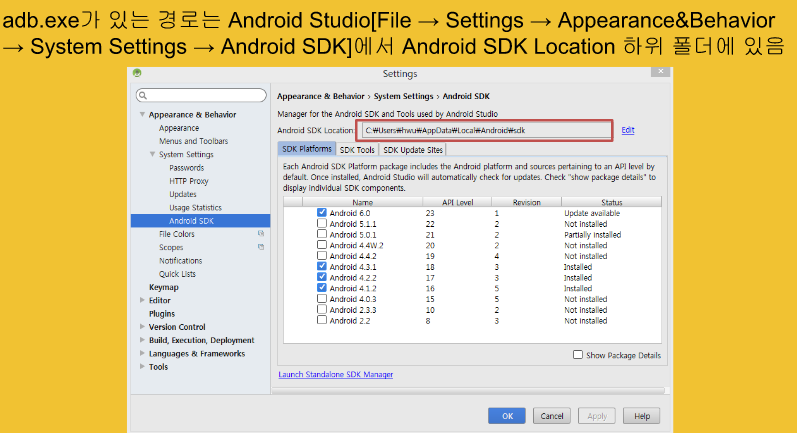 adb.exe가 있는 경로는 Android Studio[File → Settings → Appearance&Behavior
→ System Settings → Android SDK]에서 Android SDK Location 하위 폴더에 있음
Settings
Appearance & Behavior
Appearance
Menus and Toolbars
System Settings
Passwords
HTTP Proxy
Updates
Usage Statistics
Android SDK
File Colors
Scopes
Notifications
Quick Lists
Keymap
Editor
Plugins
Version Control
Build, Execution, Deployment
Languages & Frameworks
Tools
Appearance & Behavior › System Settings › Android SDK
Manager for the Android SDK and Tools used by Android Studio
Android SDK Location: C:₩Users₩hwu₩AppData₩Local₩Android₩sdk Edit
SDK Platforms SDK Tools SDK Update Sites
Each Android SDK Platform package includes the Android platform and sources pertaining to an API level by
default. Once installed, Android Studio will automatically check for updates. Check "show package details" to
display individual SDK components.
Name API Level Revision Status
Android 6.0 23 1 Update available
Android 5.1.1 22 2 Not installed
Android 5.0.1 21 2 Partially installed
Android 4.4W.2 20 2 Not installed
Android 4.4.2 19 4 Not installed
Android 4.3.1 18 3 Installed
Android 4.2.2 17 3 Installed
Android 4.1.2 16 5 Installed
Android 4.0.3 15 5 Not installed
Android 2.3.3 10 2 Not installed
Android 2.2 8 3 Not installed
Show Package Details
Launch Standalone SDK Manager
OK Cancel Apply Help